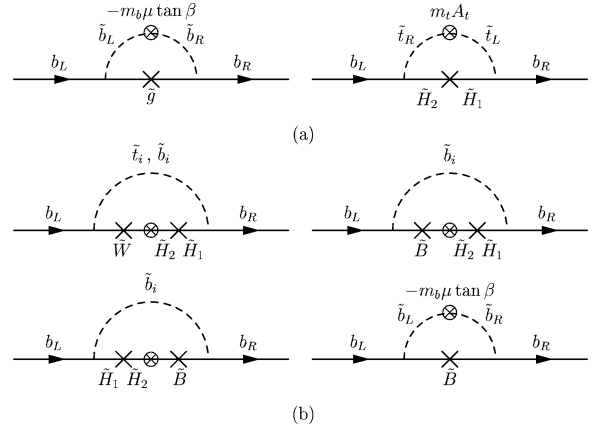 −m_b μ tan β m_t A_t
b̃_L b̃_R t̃_R t̃_L
b_L b_R b_L b_R
g̃ H̃_2 H̃_1
(a)
t̃_i , b̃_i b̃_i
b_L b_R b_L b_R
W̃ H̃_2 H̃_1 B̃ H̃_2 H̃_1
b̃_i −m_b μ tan β
b̃_L b̃_R
b_L b_R b_L b_R
H̃_1 H̃_2 B̃ B̃
(b)